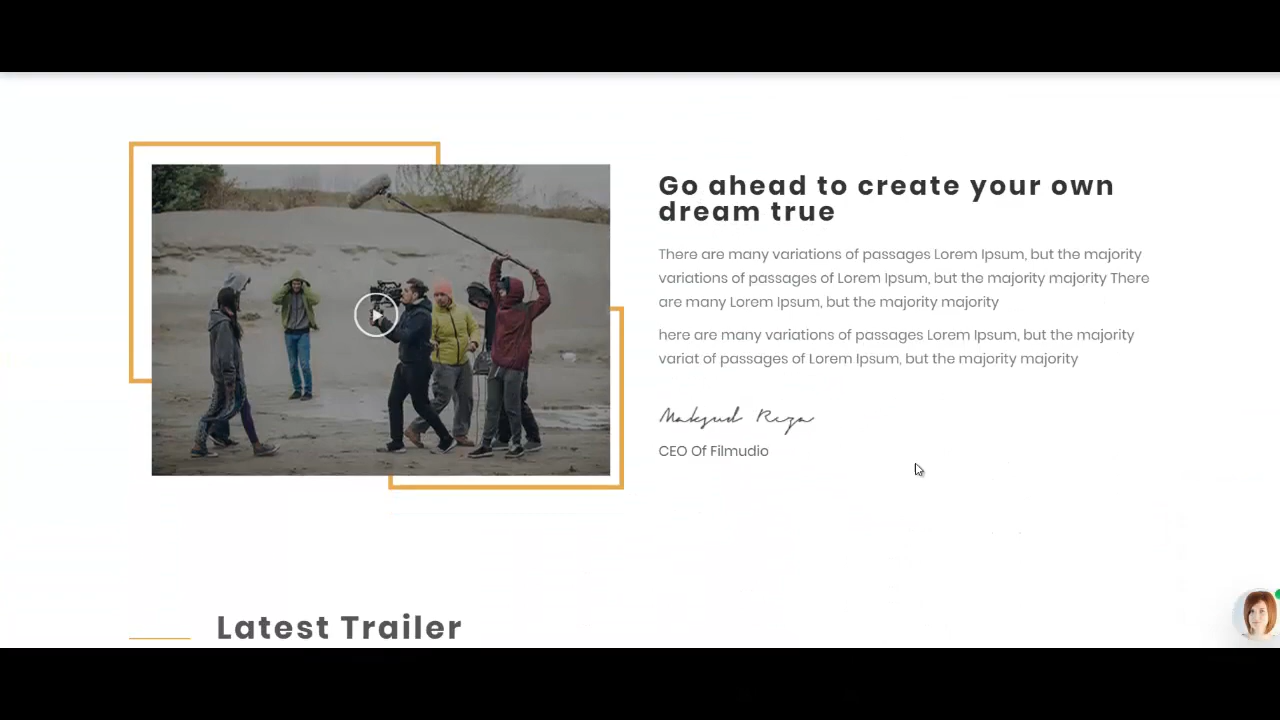 Go ahead to create your own
dream true
There are many variations of passages Lorem Ipsum, but the majority
variations of passages of Lorem Ipsum, but the majority majority There
are many Lorem Ipsum, but the majority majority
here are many variations of passages Lorem Ipsum, but the majority
variat of passages of Lorem Ipsum, but the majority majority
Maksud Reza
CEO Of Filmudio
Latest Trailer